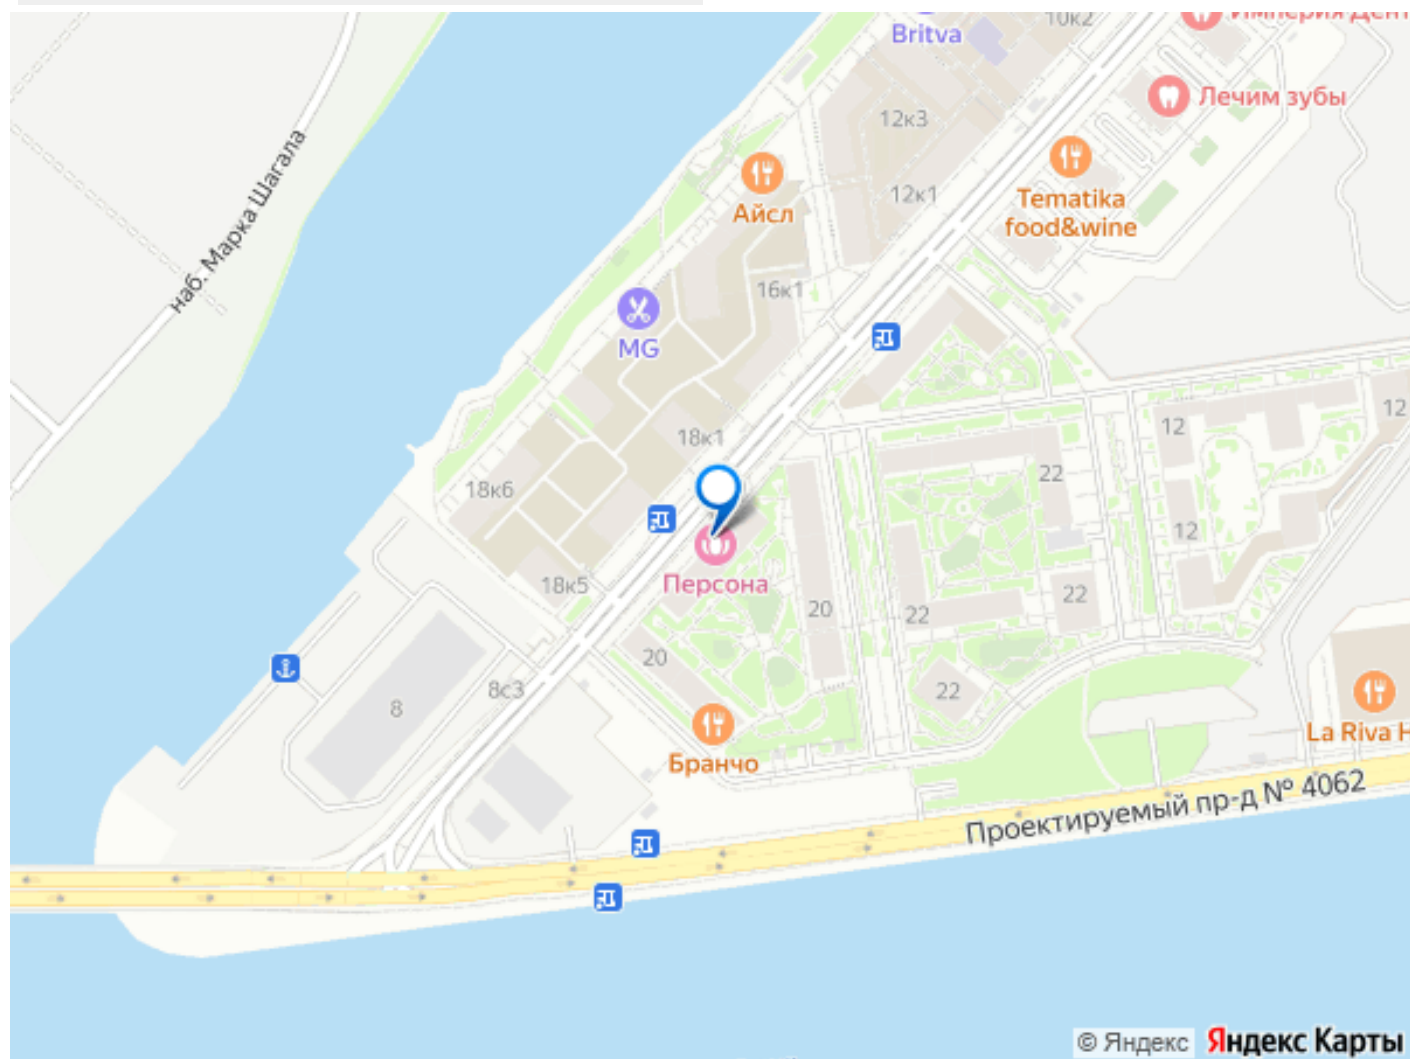 10к2
Империя Дент
Britva
Лечим зубы
12к3
Айсл
12к1
Tematika
food&wine
наб. Марка Шагала
16к1
MG
18к1
12
12
22
18к6
12
18к5
Персона
20
22
22
20
8с3
8
22
Бранчо
La Riva H
Проектируемый пр-д № 4062
© Яндекс Яндекс Карты